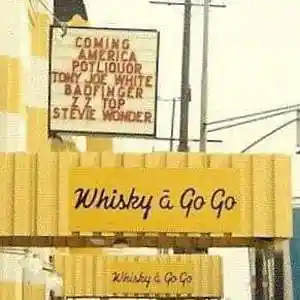 COMING
AMERICA
POTLIQUOR
TONY JOE WHITE
BADFINGER
ZZ TOP
STEVIE WONDER
Whisky ā Go Go
Whisky ā Go Go